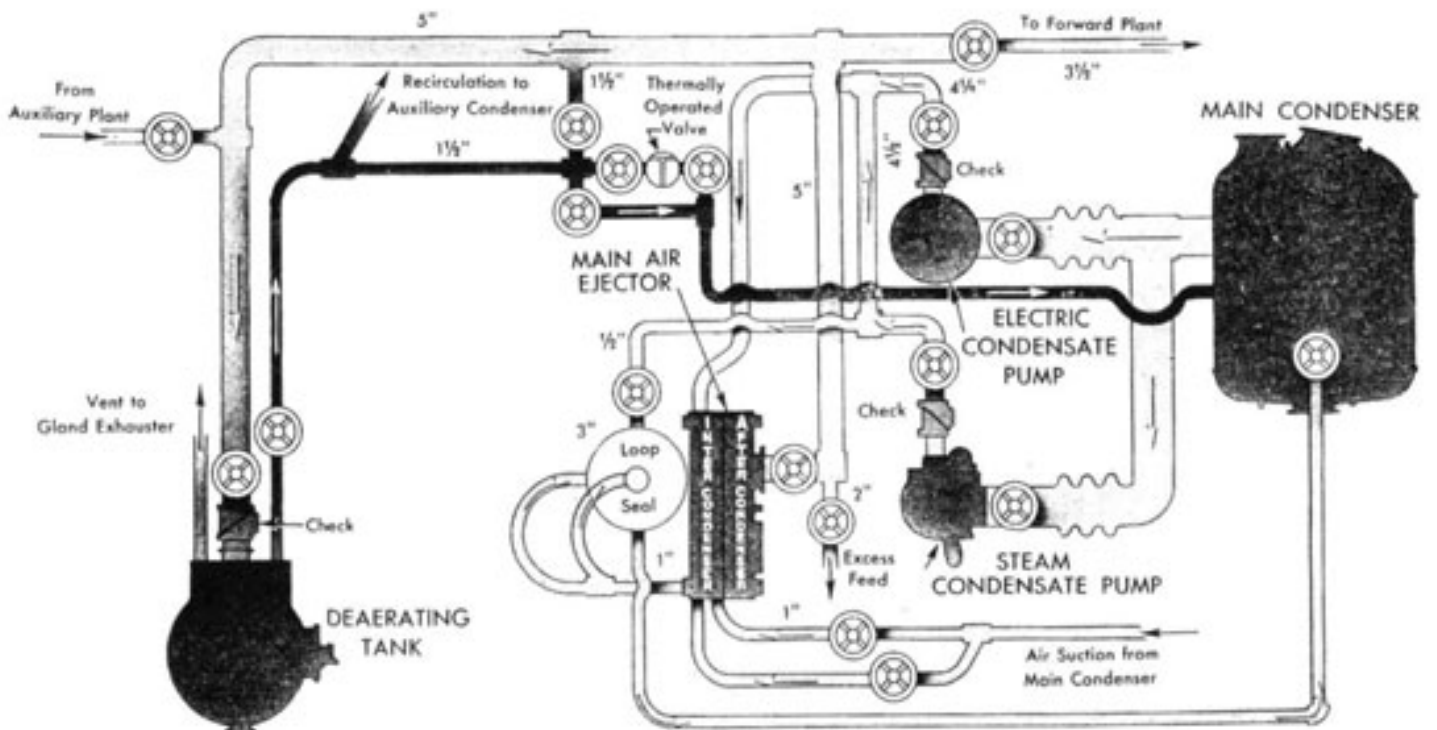 5"
To Forward Plant
3½"
From
Auxiliary Plant
Recirculation to
Auxiliary Condenser
1½"
Thermally
Operated
Valve
4½"
MAIN CONDENSER
1½"
4½"
Check
5"
MAIN AIR
EJECTOR
ELECTRIC
CONDENSATE
PUMP
½"
Vent to
Gland Exhauster
Check
3"
Loop
Seal
INTER CONDENSER
AFTER CONDENSER
2"
Check
1"
Excess
Feed
STEAM
CONDENSATE PUMP
DEAERATING
TANK
1"
Air Suction from
Main Condenser